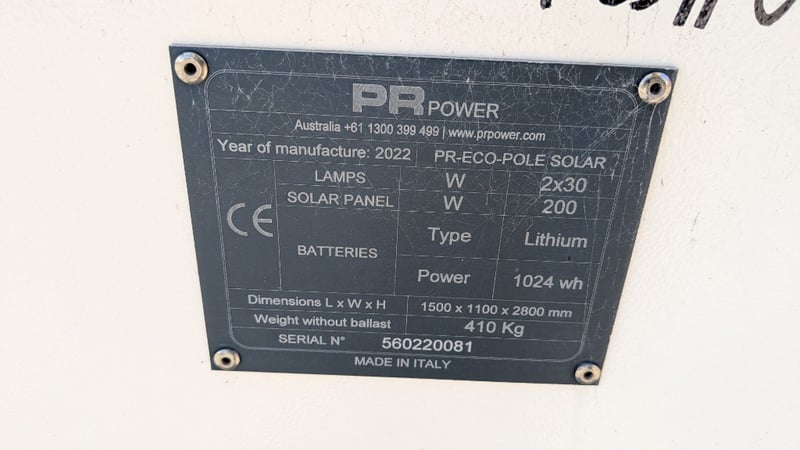 PR POWER
Australia +61 1300 399 499 | www.prpower.com
Year of manufacture: 2022 PR-ECO-POLE SOLAR
LAMPS W 2x30
SOLAR PANEL W 200
CE
BATTERIES
Type Lithium
Power 1024 wh
Dimensions L x W x H 1500 x 1100 x 2800 mm
Weight without ballast 410 Kg
SERIAL N° 560220081
MADE IN ITALY